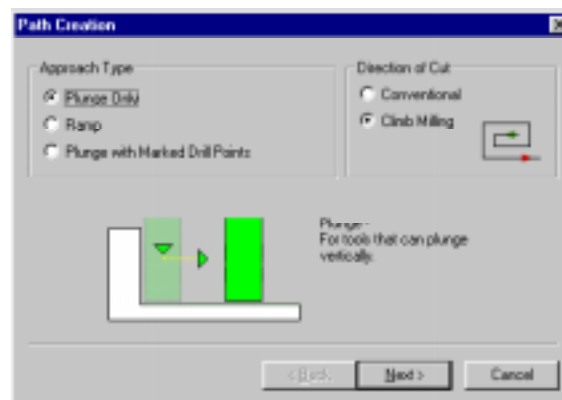 Path Creation
Approach Type
Plunge Only
Ramp
Plunge with Marked Drill Points
Direction of Cut
Conventional
Climb Milling
Plunge -
For tools that can plunge
vertically.
< Back
Next >
Cancel